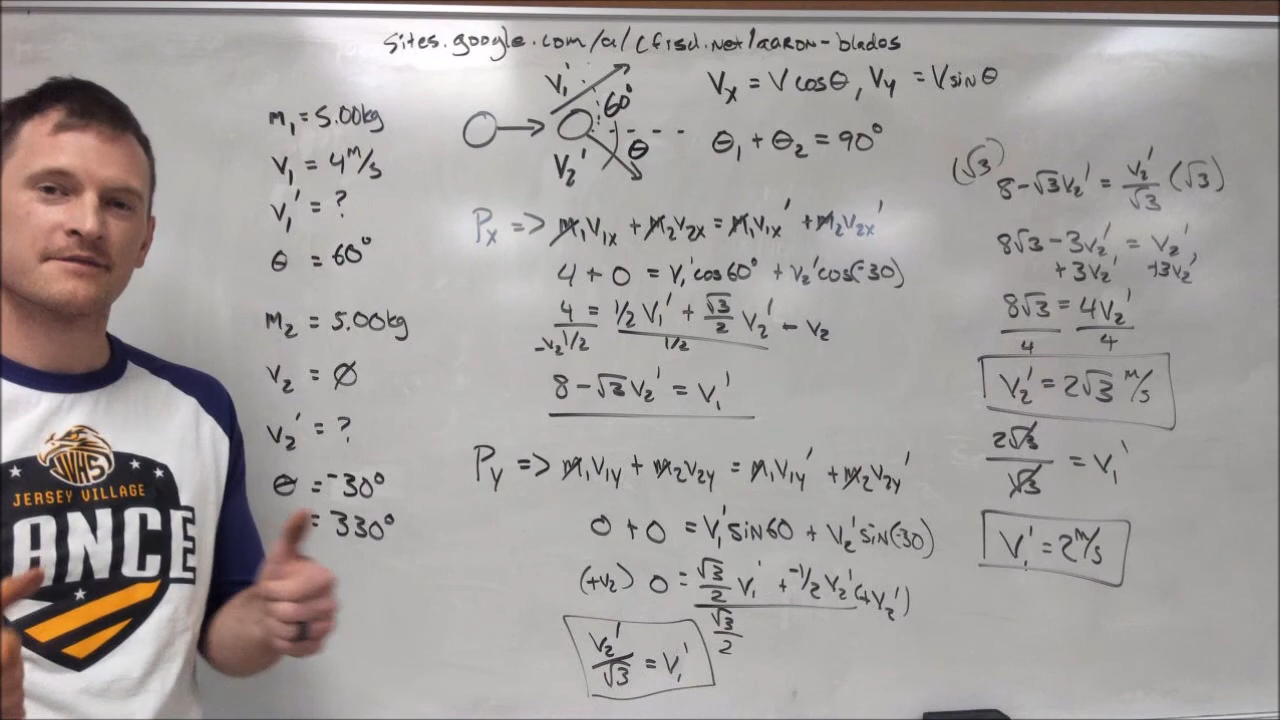 sites.google.com/a/cfisd.net/aaron-blados
m₁ = 5.00kg
v₁ = 4 m/s
v₁' = ?
θ = 60°
m₂ = 5.00kg
v₂ = ∅
v₂' = ?
θ = -30°
= 330°
v₁'
60°
θ
v₂'
Vx = V cosθ, Vy = V sinθ
θ₁ + θ₂ = 90°
Px => m₁v₁x + m₂v₂x = m₁v₁x' + m₂v₂x'
4 + 0 = v₁'cos60° + v₂'cos(-30)
4 = 1/2 v₁' + √3/2 v₂' - v₂
-v₂ 1/2 1/2
8 - √3v₂' = v₁'
Py => m₁v₁y + m₂v₂y = m₁v₁y' + m₂v₂y'
0 + 0 = v₁'sin60 + v₂'sin(-30)
(+v₂) 0 = √3/2 v₁' + -1/2 v₂' (+v₂')
√3/2
v₂'/√3 = v₁'
(√3) 8 - √3v₂' = v₂'/√3 (√3)
8√3 - 3v₂' = v₂'
+3v₂' +3v₂'
8√3 = 4v₂'
4 4
v₂' = 2√3 m/s
2√3/√3 = v₁'
v₁' = 2 m/s
JVHS
JERSEY VILLAGE
ANCE